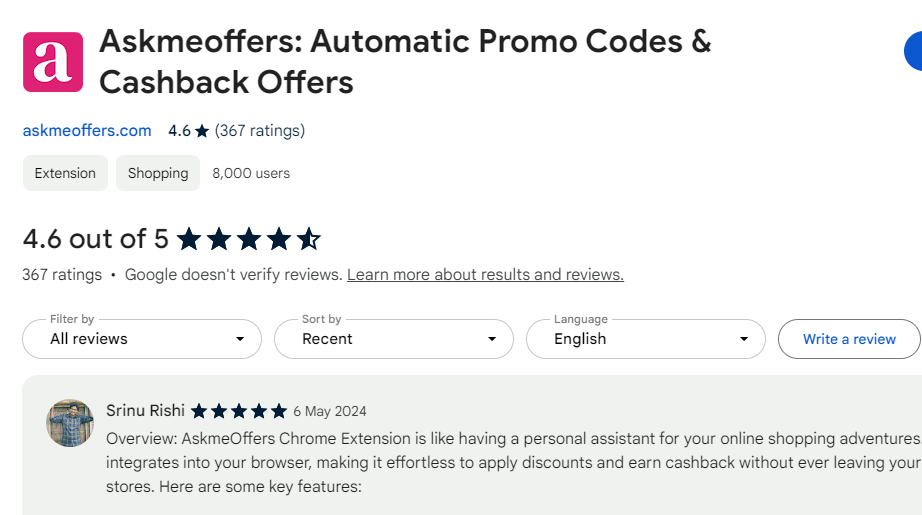 a
Askmeoffers: Automatic Promo Codes &
Cashback Offers
askmeoffers.com 4.6 ★ (367 ratings)
Extension Shopping 8,000 users
4.6 out of 5
367 ratings • Google doesn't verify reviews. Learn more about results and reviews.
Filter by Sort by Language
All reviews Recent English Write a review
Srinu Rishi 6 May 2024
Overview: AskmeOffers Chrome Extension is like having a personal assistant for your online shopping adventures.
integrates into your browser, making it effortless to apply discounts and earn cashback without ever leaving your
stores. Here are some key features: